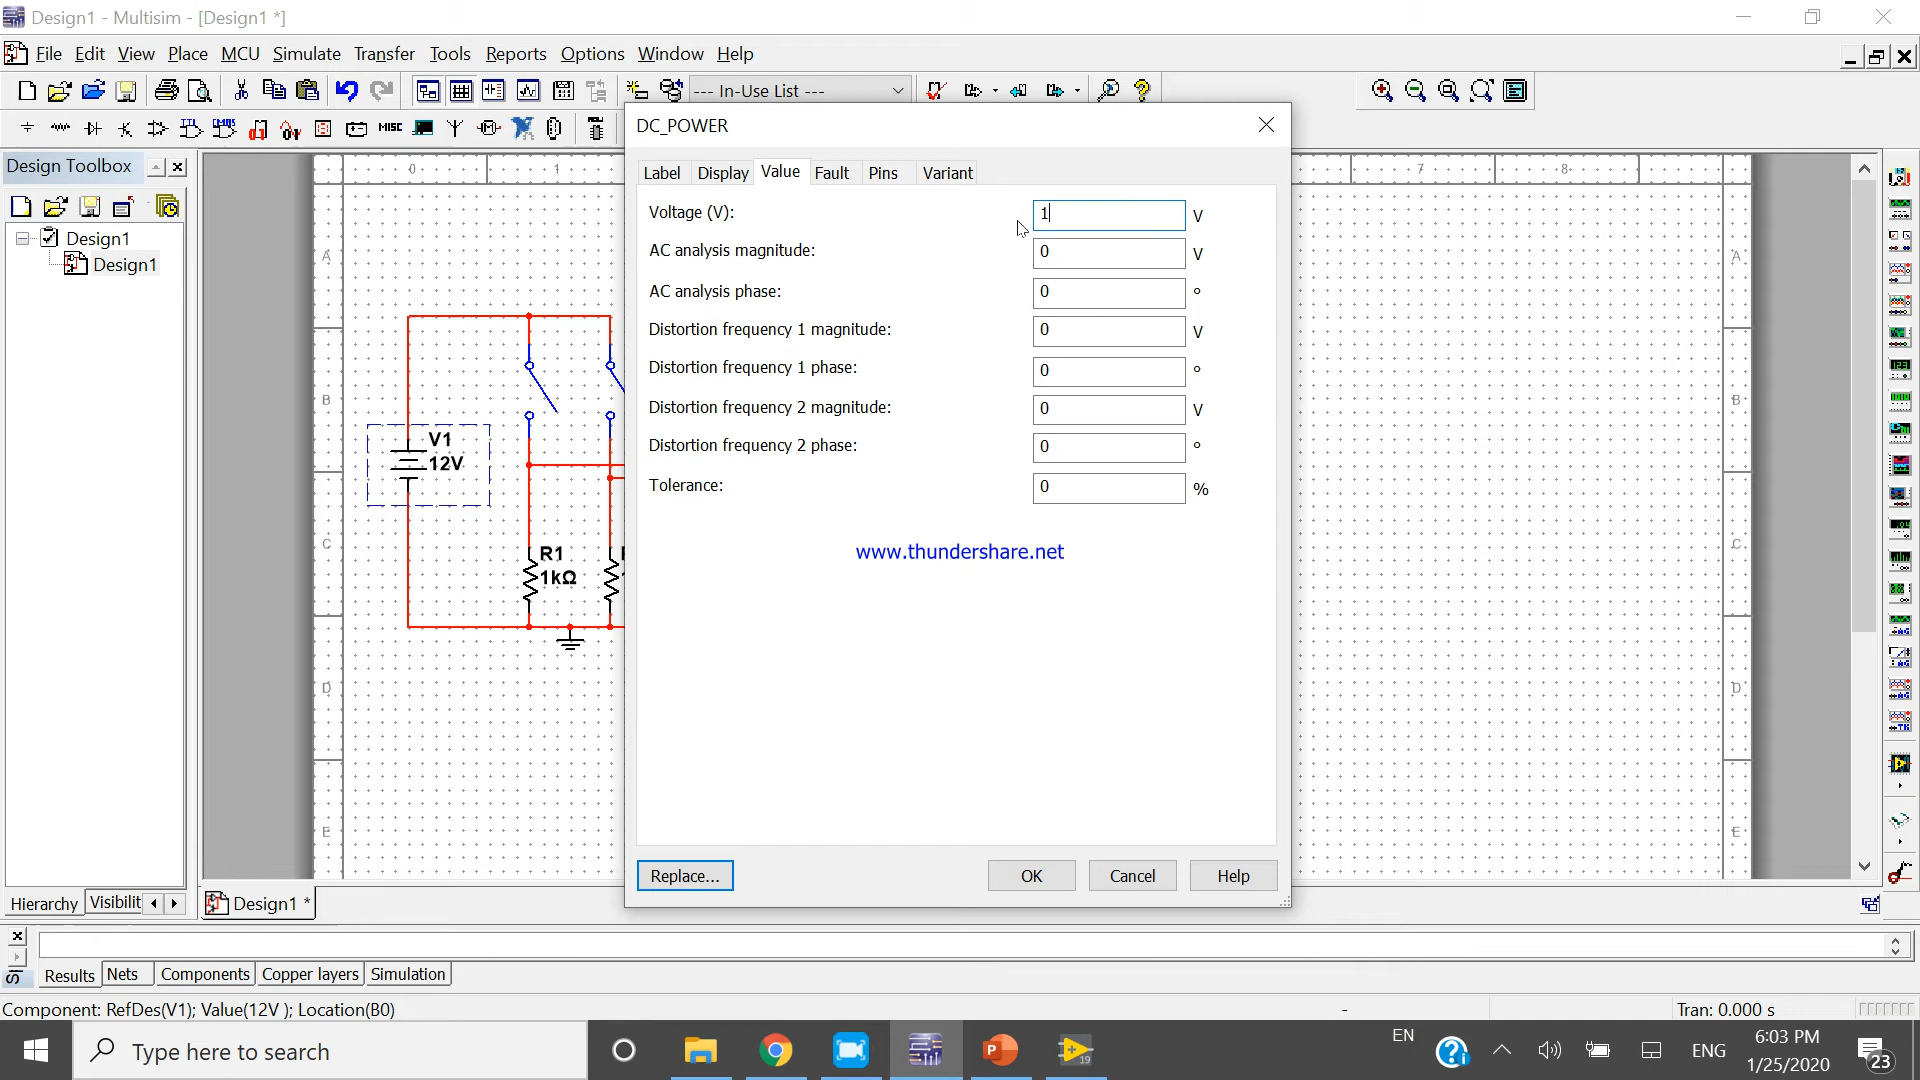 Design1 - Multisim - [Design1 *]
File Edit View Place MCU Simulate Transfer Tools Reports Options Window Help
--- In-Use List ---
MISC
Design Toolbox
Design1
Design1
DC_POWER
Label Display Value Fault Pins Variant
Voltage (V): 1 V
AC analysis magnitude: 0 V
AC analysis phase: 0 °
Distortion frequency 1 magnitude: 0 V
Distortion frequency 1 phase: 0 °
Distortion frequency 2 magnitude: 0 V
Distortion frequency 2 phase: 0 °
Tolerance: 0 %
www.thundershare.net
Replace... OK Cancel Help
0 1 7 8
A A
B B
C C
D D
E E
V1
12V
R1
1kΩ
Hierarchy Visibilit
Design1 *
Results Nets Components Copper layers Simulation
Component: RefDes(V1); Value(12V ); Location(B0) - Tran: 0.000 s
Type here to search
EN
ENG
6:03 PM
1/25/2020
23